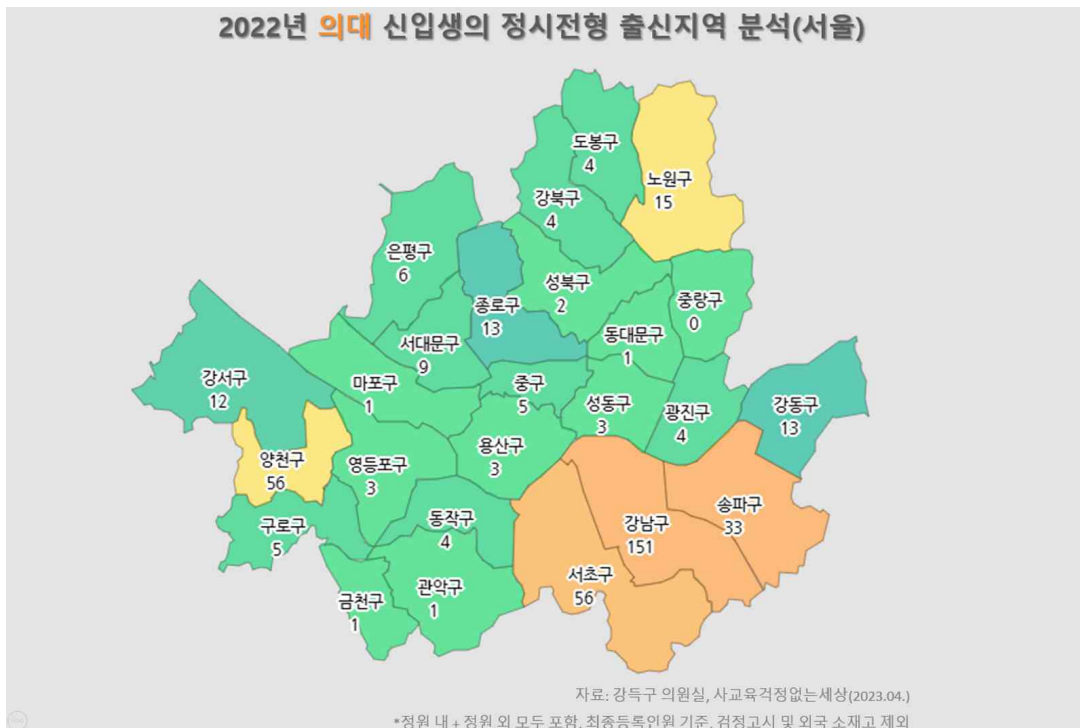 2022년 의대 신입생의 정시전형 출신지역 분석(서울)
도봉구
4
노원구
15
강북구
4
은평구
6
성북구
2
중랑구
0
종로구
13
동대문구
1
서대문구
9
강서구
12
마포구
1
중구
5
성동구
3
광진구
4
강동구
13
양천구
56
영등포구
3
용산구
3
구로구
5
동작구
4
강남구
151
송파구
33
서초구
56
관악구
1
금천구
1
자료: 강득구 의원실, 사교육걱정없는세상(2023.04.)
*정원 내 + 정원 외 모두 포함, 최종등록인원 기준, 검정고시 및 외국 소재고 제외